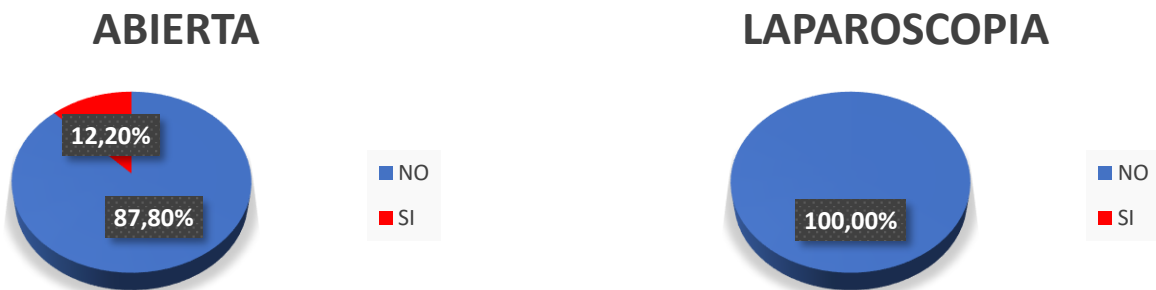 ABIERTA
12,20%
87,80%
NO
SI
LAPAROSCOPIA
100,00%
NO
SI